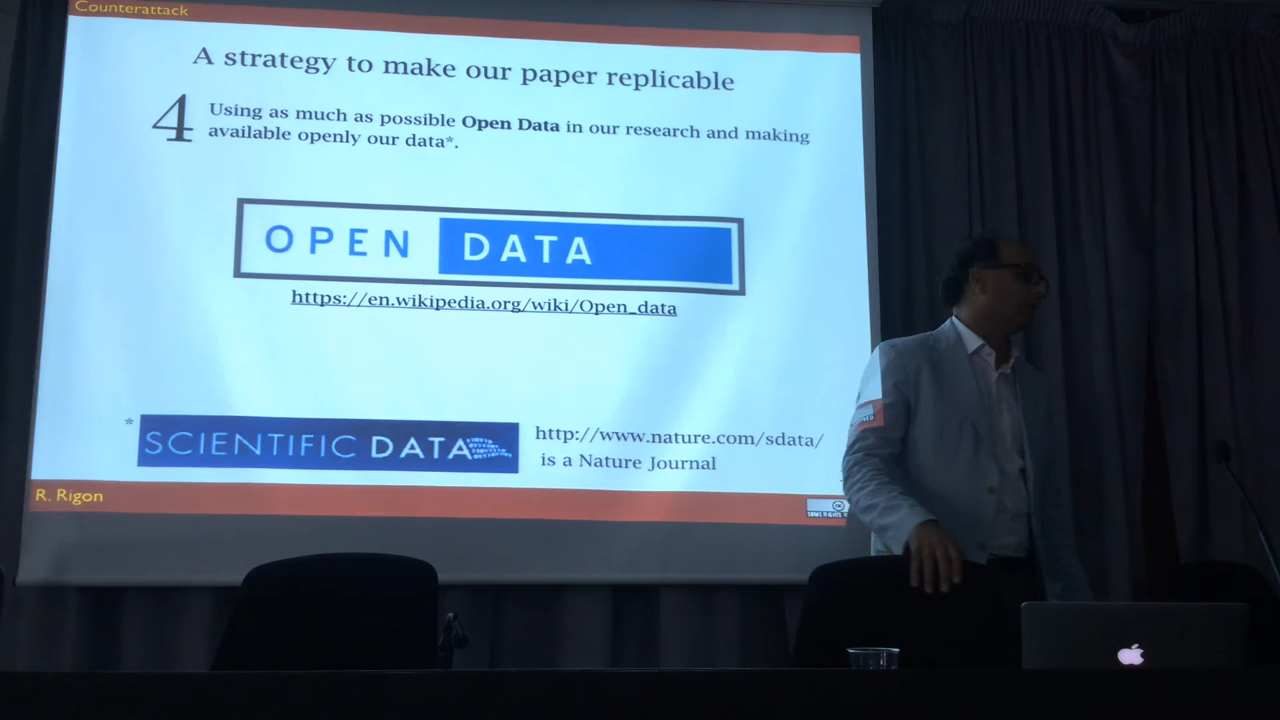 Counterattack
A strategy to make our paper replicable
4
Using as much as possible Open Data in our research and making
available openly our data*.
OPEN DATA
https://en.wikipedia.org/wiki/Open_data
*
SCIENTIFIC DATA
http://www.nature.com/sdata/
is a Nature Journal
R. Rigon
SOME RIGHTS